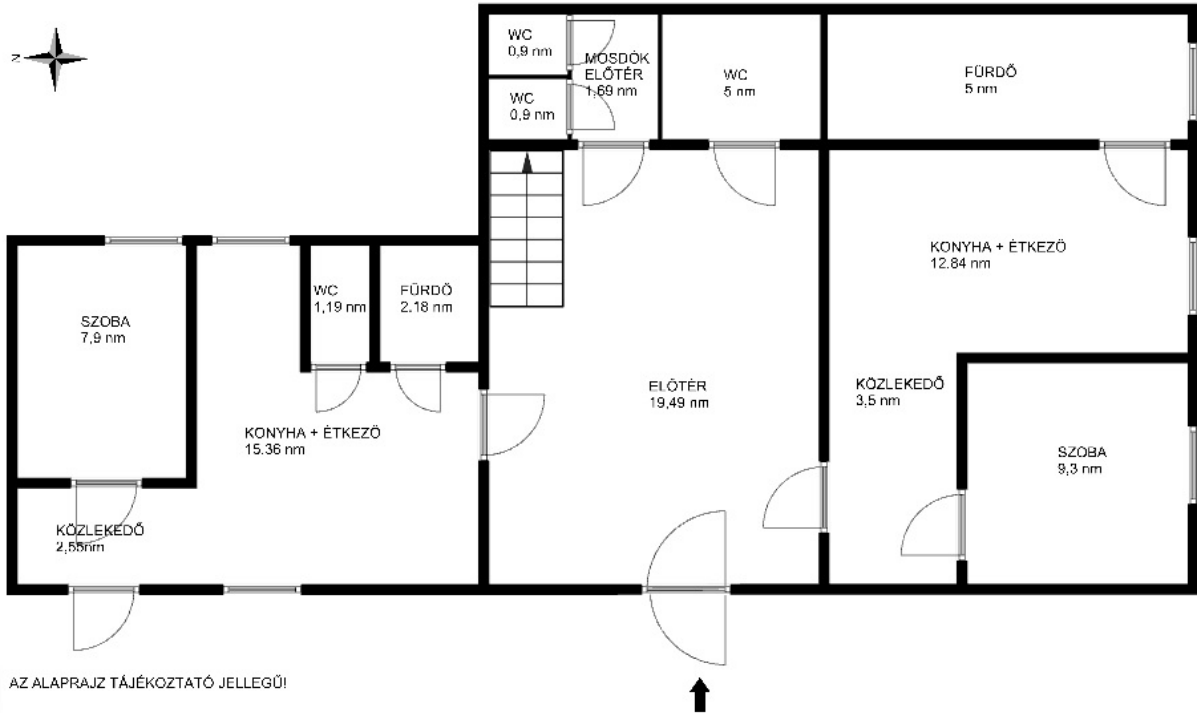 N
WC
0,9 nm
WC
0,9 nm
MOSDÓK
ELŐTÉR
1,69 nm
WC
5 nm
FÜRDŐ
5 nm
KONYHA + ÉTKEZŐ
12.84 nm
SZOBA
7,9 nm
WC
1,19 nm
FÜRDŐ
2.18 nm
ELŐTÉR
19,49 nm
KÖZLEKEDŐ
3,5 nm
KONYHA + ÉTKEZŐ
15.36 nm
SZOBA
9,3 nm
KÖZLEKEDŐ
2,55nm
AZ ALAPRAJZ TÁJÉKOZTATÓ JELLEGŰ!